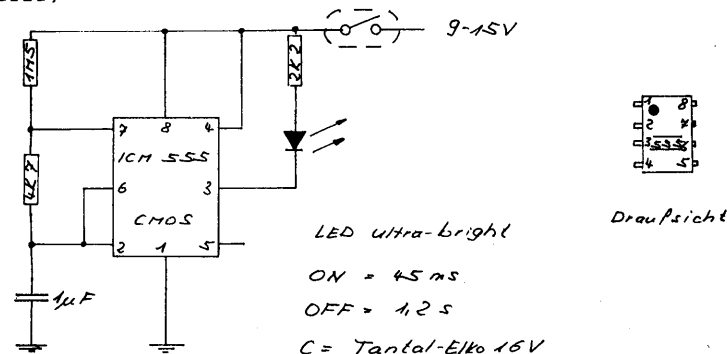 9-15V
1M5
2K2
7 8 4
ICM 555
4K7
6 3
CMOS
2 1 5
1µF
1 8
2 7
3 555 6
4 5
Draufsicht
LED ultra-bright
ON = 45 ms
OFF = 1,2 s
C = Tantal-Elko 16V